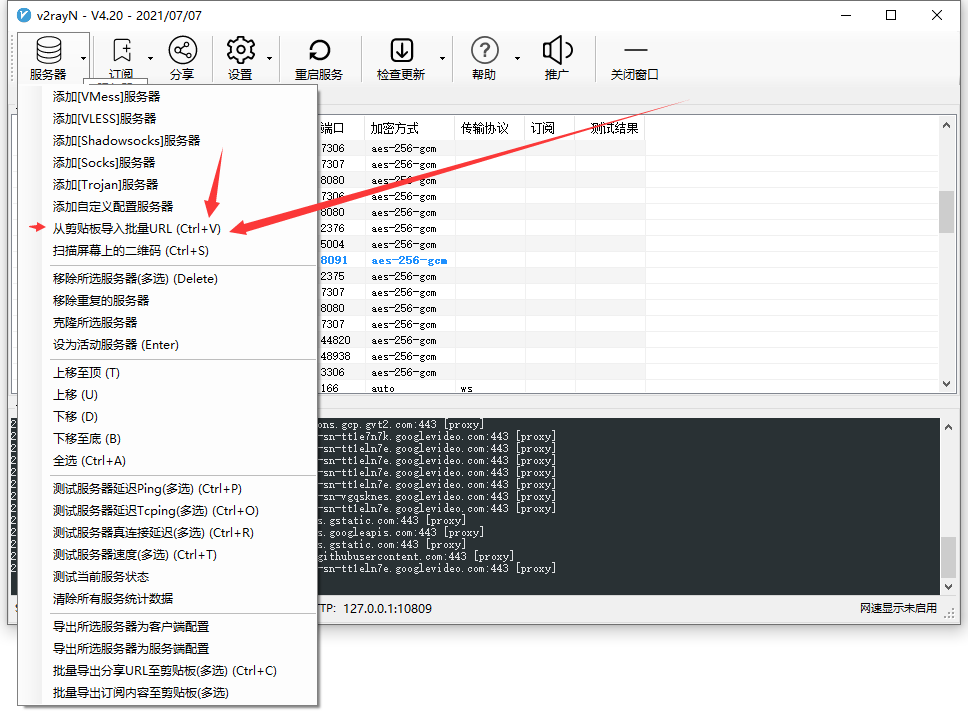 v2rayN - V4.20 - 2021/07/07
服务器 订阅 分享 设置 重启服务 检查更新 帮助 推广 关闭窗口
添加[VMess]服务器
添加[VLESS]服务器
添加[Shadowsocks]服务器
添加[Socks]服务器
添加[Trojan]服务器
添加自定义配置服务器
从剪贴板导入批量URL (Ctrl+V)
扫描屏幕上的二维码 (Ctrl+S)
移除所选服务器(多选) (Delete)
移除重复的服务器
克隆所选服务器
设为活动服务器 (Enter)
上移至顶 (T)
上移 (U)
下移 (D)
下移至底 (B)
全选 (Ctrl+A)
测试服务器延迟Ping(多选) (Ctrl+P)
测试服务器延迟Tcping(多选) (Ctrl+O)
测试服务器真连接延迟(多选) (Ctrl+R)
测试服务器速度(多选) (Ctrl+T)
测试当前服务状态
清除所有服务统计数据
导出所选服务器为客户端配置
导出所选服务器为服务端配置
批量导出分享URL至剪贴板(多选) (Ctrl+C)
批量导出订阅内容至剪贴板(多选)
端口 加密方式 传输协议 订阅 测试结果
7306 aes-256-gcm
7307 aes-256-gcm
8080 aes-256-gcm
7306 aes-256-gcm
8080 aes-256-gcm
2376 aes-256-gcm
5004 aes-256-gcm
8091 aes-256-gcm
2375 aes-256-gcm
7307 aes-256-gcm
8080 aes-256-gcm
7307 aes-256-gcm
44820 aes-256-gcm
48938 aes-256-gcm
3306 aes-256-gcm
166 auto ws
ons.gcp.gvt2.com:443 [proxy]
-sn-tt1e7n7k.googlevideo.com:443 [proxy]
-sn-tt1eln7e.googlevideo.com:443 [proxy]
-sn-tt1eln7e.googlevideo.com:443 [proxy]
-sn-tt1eln7e.googlevideo.com:443 [proxy]
-sn-tt1eln7e.googlevideo.com:443 [proxy]
-sn-vgqsknes.googlevideo.com:443 [proxy]
-sn-tt1eln7e.googlevideo.com:443 [proxy]
s.gstatic.com:443 [proxy]
s.googleapis.com:443 [proxy]
s.gstatic.com:443 [proxy]
githubusercontent.com:443 [proxy]
-sn-tt1eln7e.googlevideo.com:443 [proxy]
TP: 127.0.0.1:10809 网速显示未启用